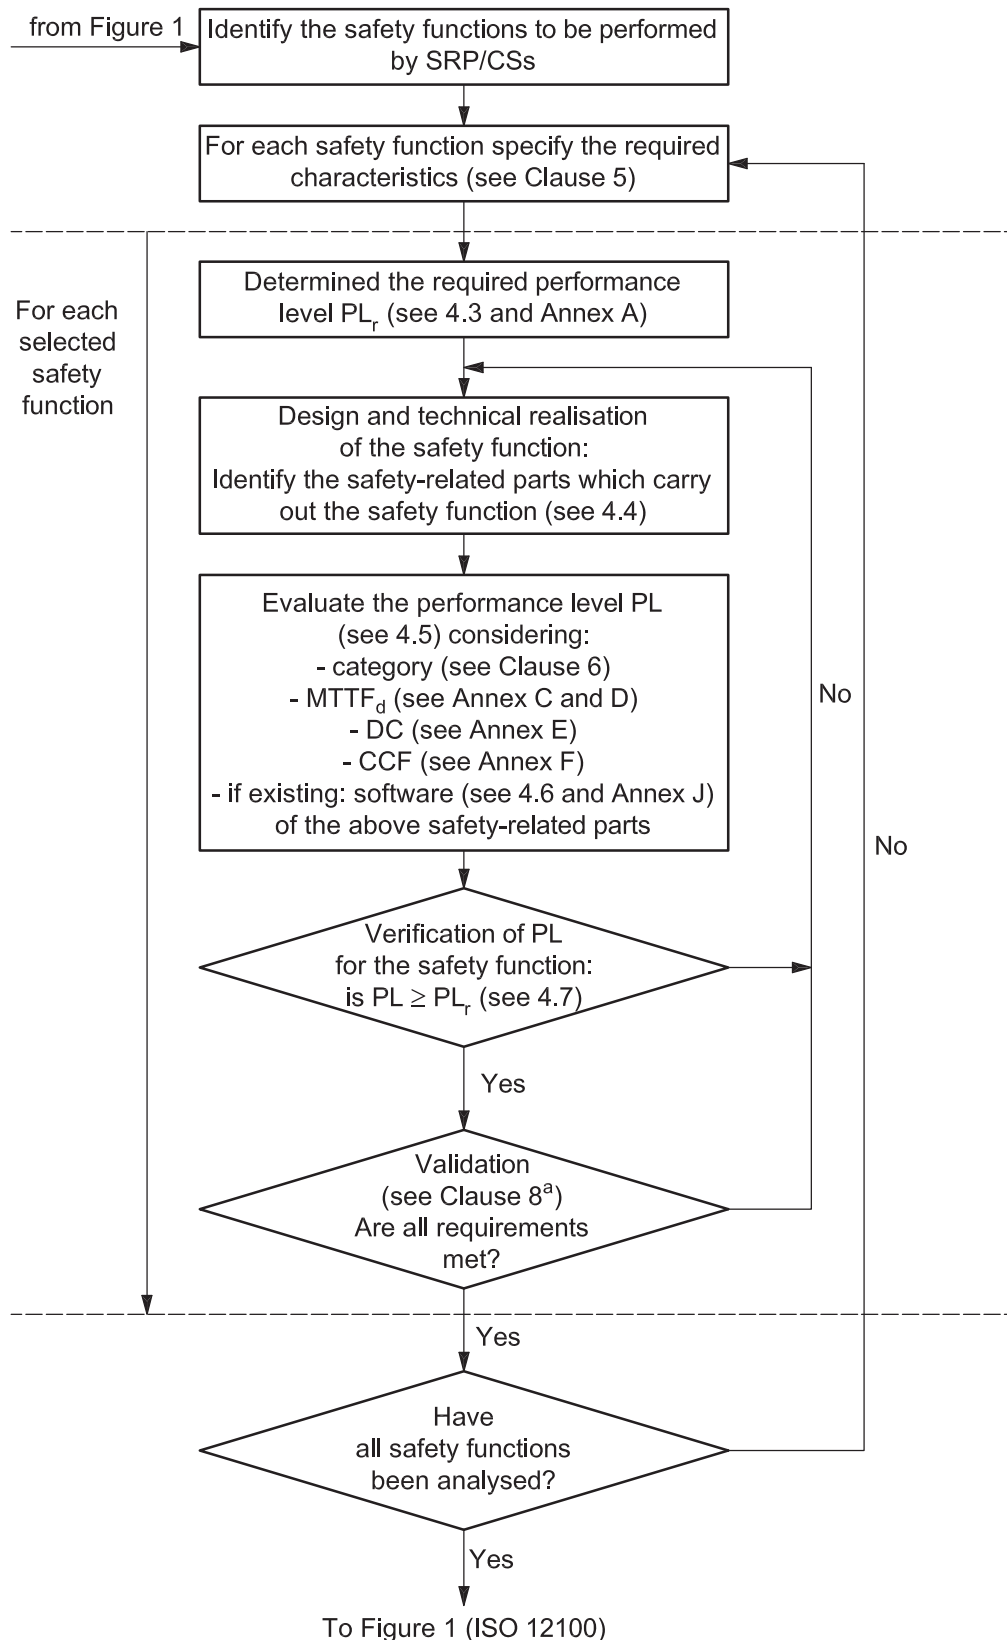 from Figure 1
Identify the safety functions to be performed
by SRP/CSs
For each safety function specify the required
characteristics (see Clause 5)
Determined the required performance
level PLr (see 4.3 and Annex A)
For each
selected
safety
function
Design and technical realisation
of the safety function:
Identify the safety-related parts which carry
out the safety function (see 4.4)
Evaluate the performance level PL
(see 4.5) considering:
- category (see Clause 6)
- MTTFd (see Annex C and D)
- DC (see Annex E)
- CCF (see Annex F)
- if existing: software (see 4.6 and Annex J)
of the above safety-related parts
No
No
Verification of PL
for the safety function:
is PL ≥ PLr (see 4.7)
Yes
Validation
(see Clause 8a)
Are all requirements
met?
Yes
Have
all safety functions
been analysed?
Yes
To Figure 1 (ISO 12100)